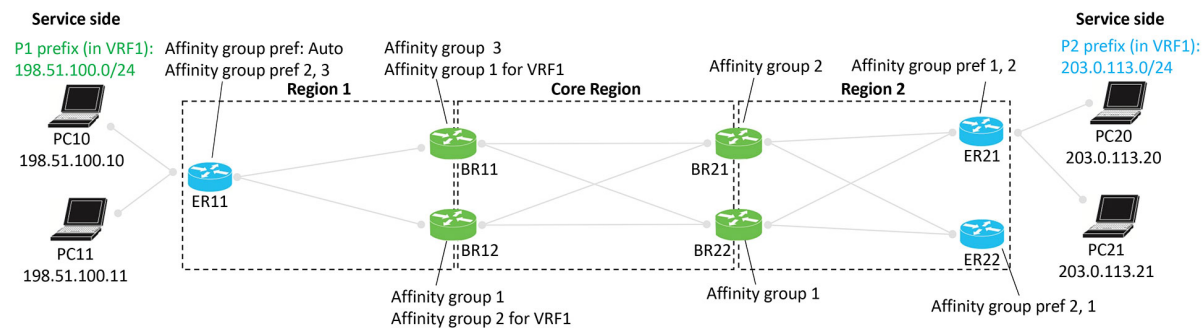 Service side
P1 prefix (in VRF1):
198.51.100.0/24
PC10
198.51.100.10
PC11
198.51.100.11
Affinity group pref: Auto
Affinity group pref 2, 3
Region 1
ER11
Affinity group 3
Affinity group 1 for VRF1
BR11
BR12
Affinity group 1
Affinity group 2 for VRF1
Core Region
Affinity group 2
BR21
BR22
Affinity group 1
Region 2
Affinity group pref 1, 2
ER21
ER22
Affinity group pref 2, 1
Service side
P2 prefix (in VRF1):
203.0.113.0/24
PC20
203.0.113.20
PC21
203.0.113.21